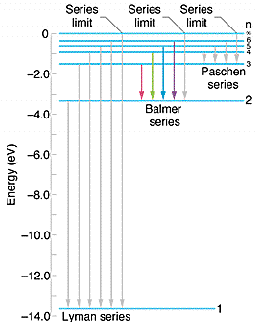 Series limit
Series limit
Series limit
n
0
∞
6
5
4
3
-2.0
Paschen series
2
Balmer series
-4.0
-6.0
-8.0
-10.0
-12.0
-14.0
1
Lyman series
Energy (eV)